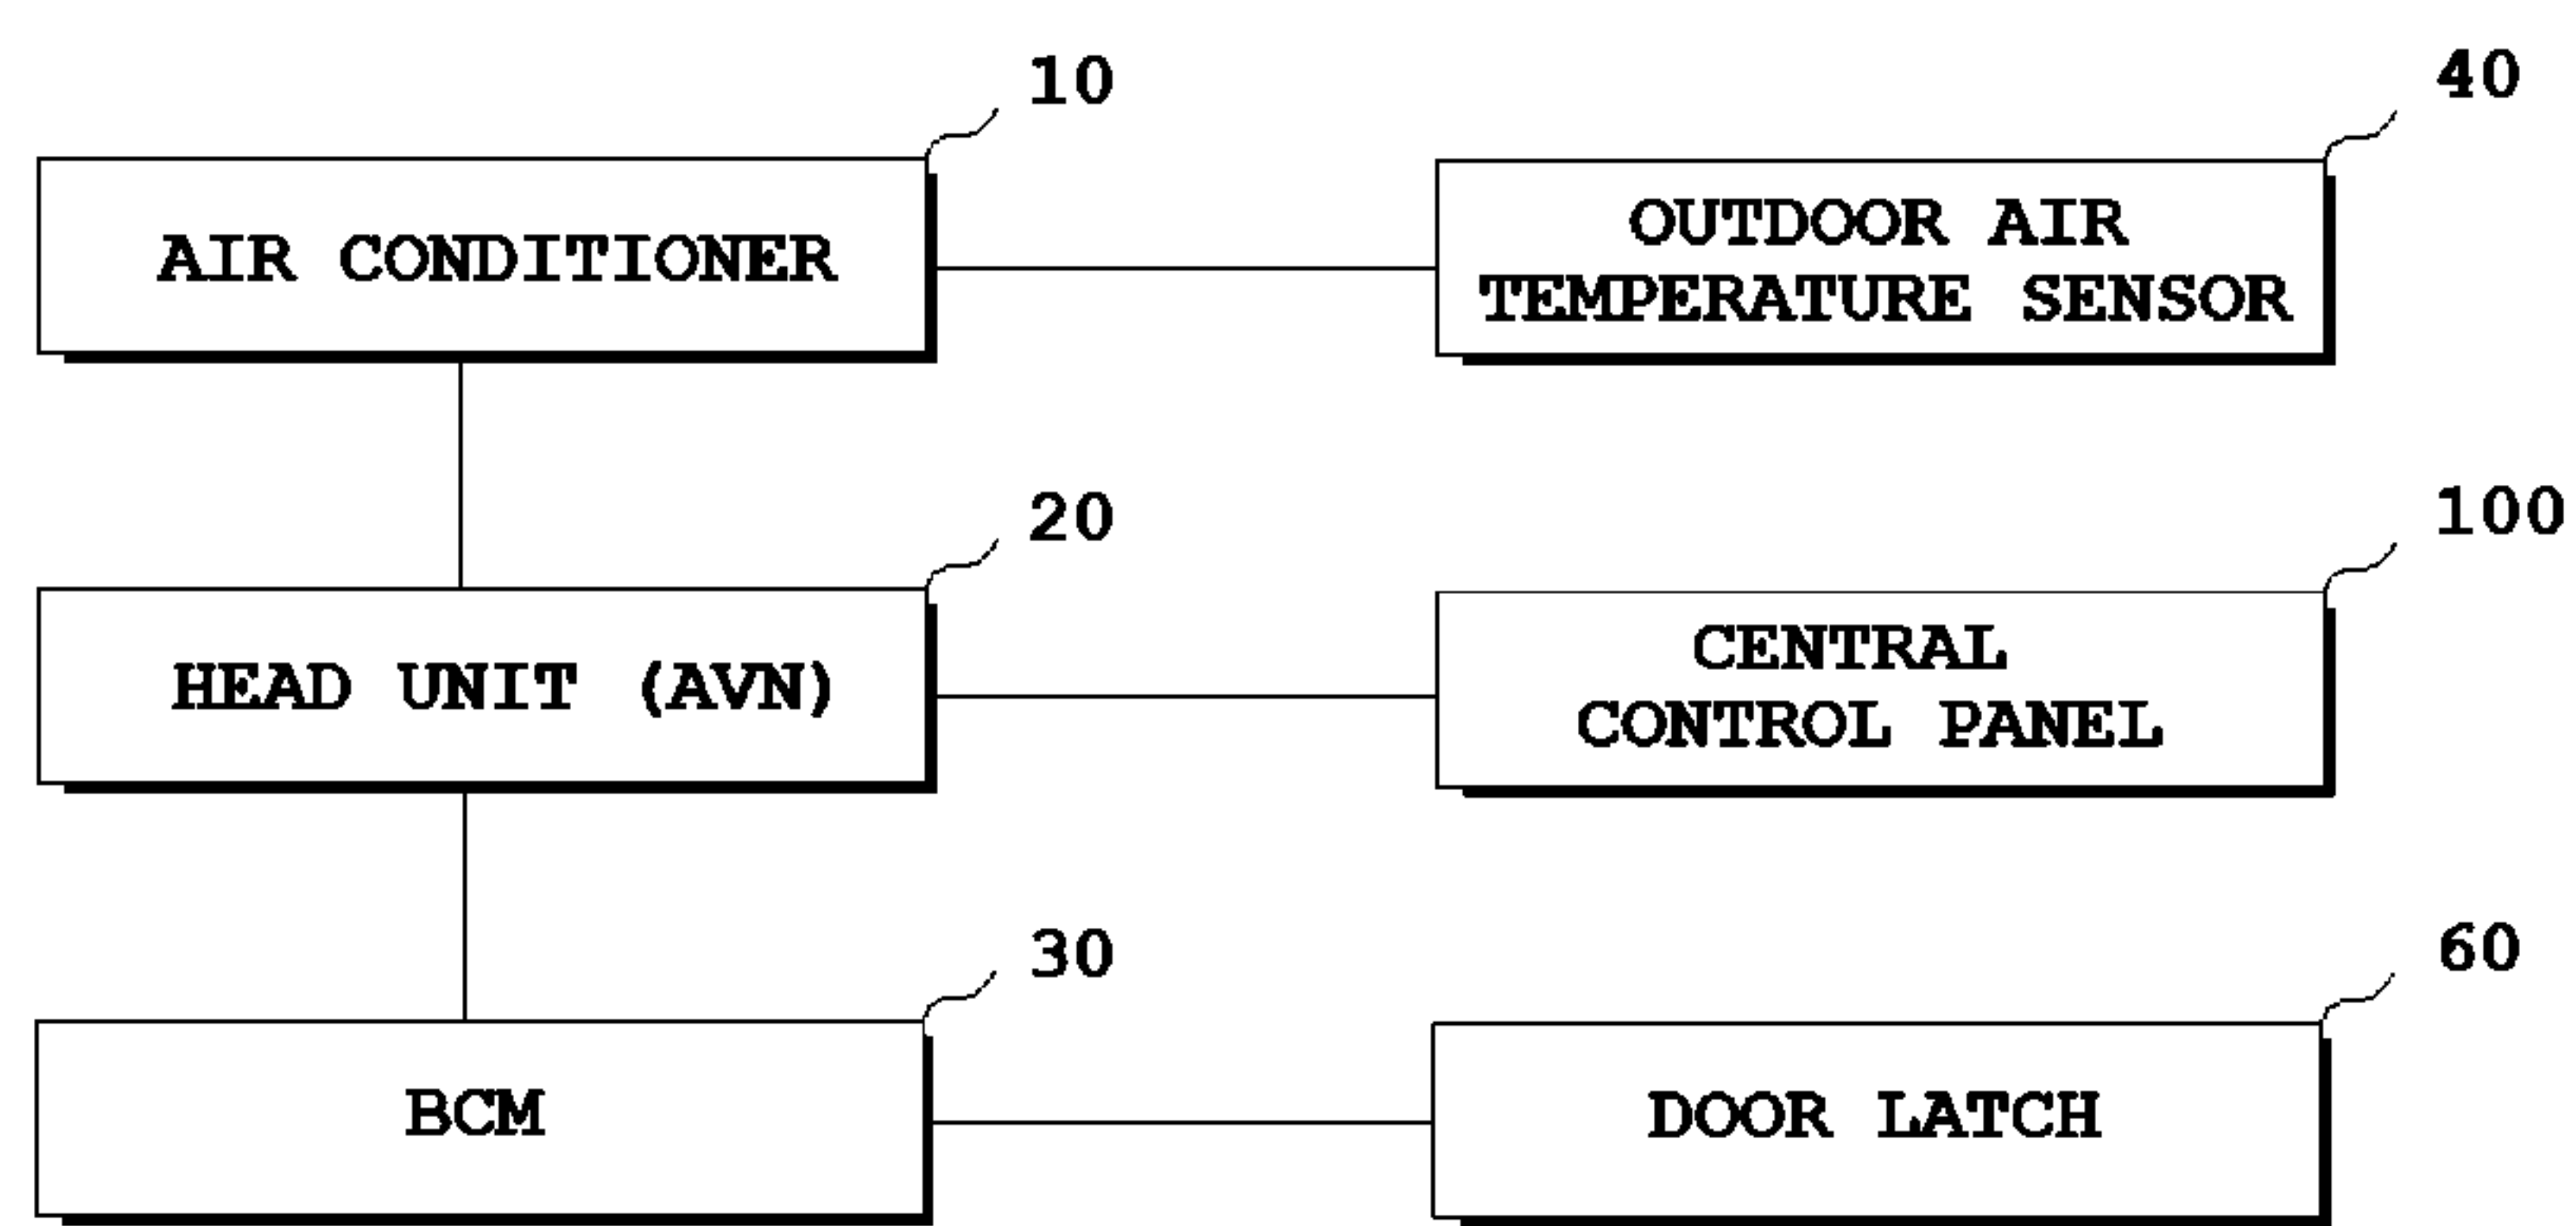 10
40
AIR CONDITIONER
OUTDOOR AIR
TEMPERATURE SENSOR
20
100
HEAD UNIT (AVN)
CENTRAL
CONTROL PANEL
30
60
BCM
DOOR LATCH